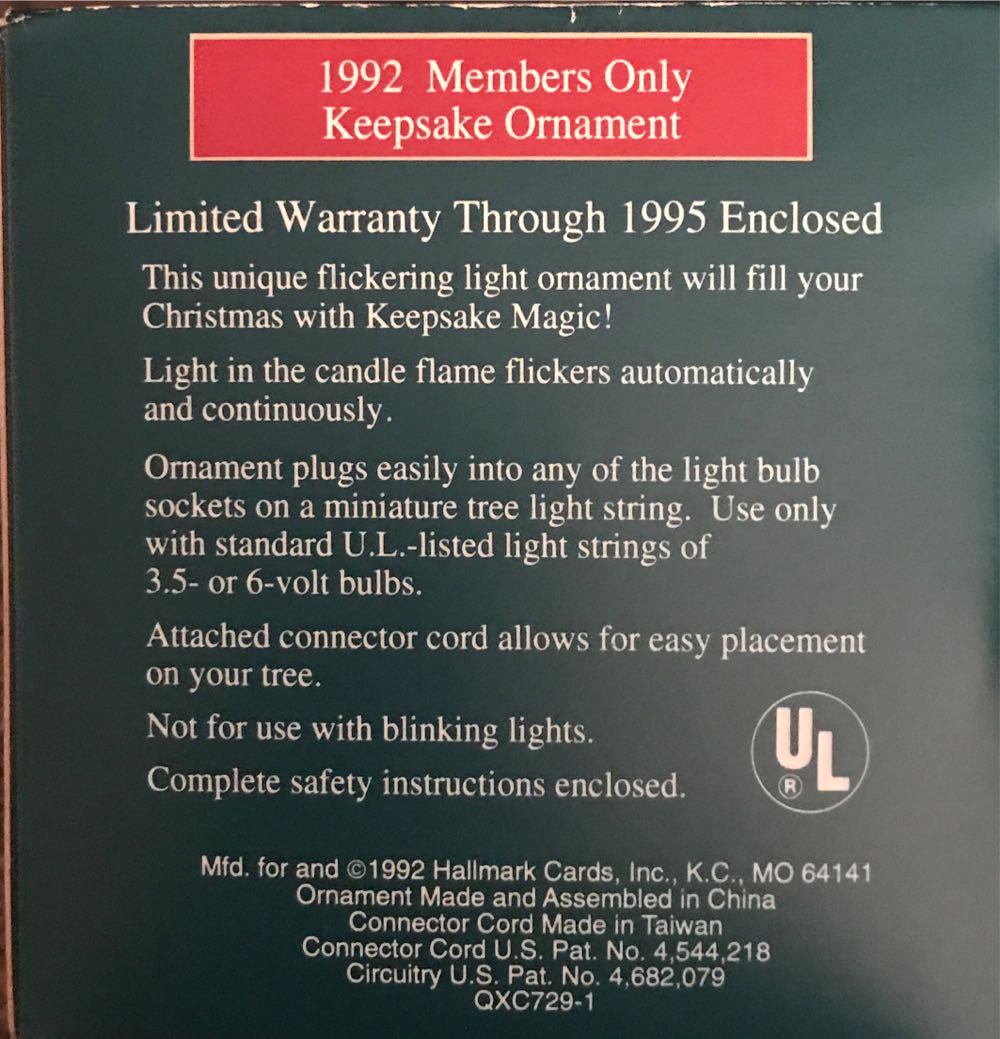 1992 Members Only
Keepsake Ornament
Limited Warranty Through 1995 Enclosed
This unique flickering light ornament will fill your
Christmas with Keepsake Magic!
Light in the candle flame flickers automatically
and continuously.
Ornament plugs easily into any of the light bulb
sockets on a miniature tree light string. Use only
with standard U.L.-listed light strings of
3.5- or 6-volt bulbs.
Attached connector cord allows for easy placement
on your tree.
Not for use with blinking lights.
Complete safety instructions enclosed.
UL
®
Mfd. for and ©1992 Hallmark Cards, Inc., K.C., MO 64141
Ornament Made and Assembled in China
Connector Cord Made in Taiwan
Connector Cord U.S. Pat. No. 4,544,218
Circuitry U.S. Pat. No. 4,682,079
QXC729-1